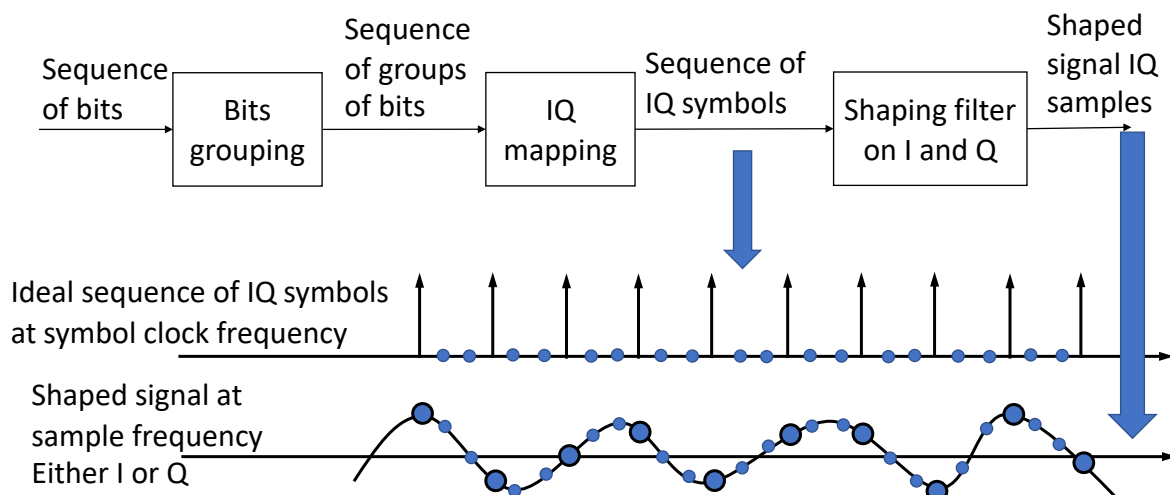 Sequence
of bits
Bits
grouping
Sequence
of groups
of bits
IQ
mapping
Sequence of
IQ symbols
Shaping filter
on I and Q
Shaped
signal IQ
samples
Ideal sequence of IQ symbols
at symbol clock frequency
Shaped signal at
sample frequency
Either I or Q